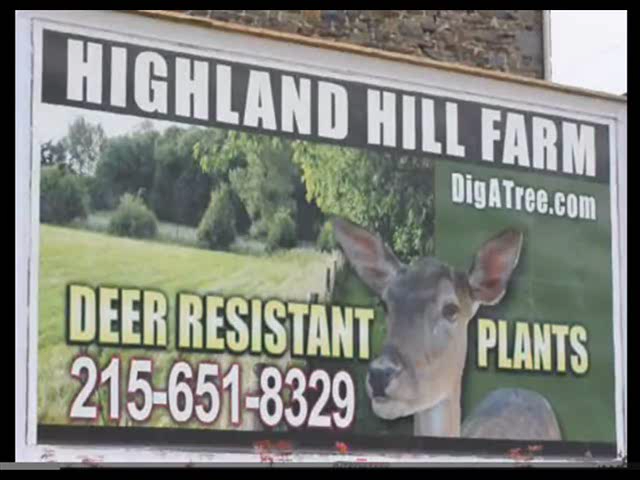 HIGHLAND HILL FARM
DigATree.com
DEER RESISTANT PLANTS
215-651-8329